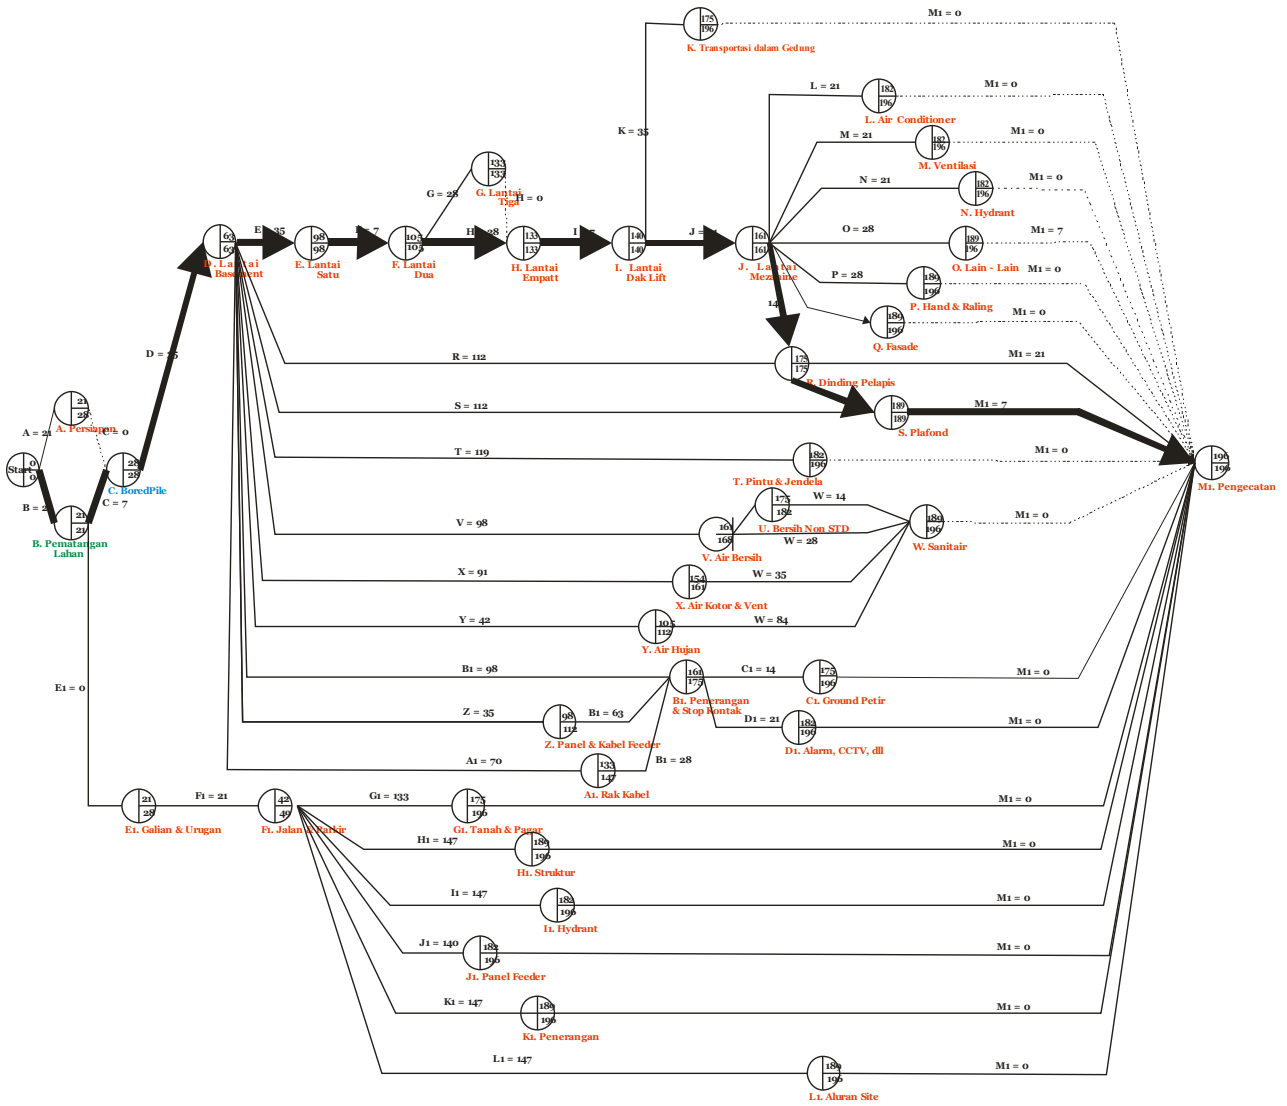 M1 = 0
175
196
K. Transportasi dalam Gedung
L = 21
182
196
M1 = 0
L. Air Conditioner
K = 35
M = 21
182
196
M1 = 0
M. Ventilasi
133
133
G = 28
G. Lantai
Tiga
H = 0
N = 21
182
196
M1 = 0
N. Hydrant
63
63
D. Lantai
Basement
98
98
E. Lantai
Satu
105
105
F. Lantai
Dua
133
133
H. Lantai
Empatt
140
140
I. Lantai
Dak Lift
161
161
J. Lantai
Mezanine
O = 28
189
196
M1 = 7
O. Lain - Lain
P = 28
189
196
M1 = 0
P. Hand & Raling
189
196
M1 = 0
Q. Fasade
R = 112
175
175
M1 = 21
R. Dinding Pelapis
S = 112
189
189
M1 = 7
S. Plafond
A = 21
21
28
A. Persiapan
C = 0
Start
0
0
28
28
C. BoredPile
C = 7
21
21
B. Pematangan
Lahan
T = 119
182
196
M1 = 0
T. Pintu & Jendela
196
196
M1. Pengecatan
V = 98
161
168
V. Air Bersih
175
182
U. Bersih Non STD
W = 14
W = 28
189
196
M1 = 0
W. Sanitair
X = 91
154
161
W = 35
X. Air Kotor & Vent
Y = 42
105
112
W = 84
Y. Air Hujan
B1 = 98
161
175
B1. Penerangan
& Stop Kontak
C1 = 14
175
196
M1 = 0
C1. Ground Petir
E1 = 0
Z = 35
98
112
B1 = 63
Z. Panel & Kabel Feeder
D1 = 21
182
196
M1 = 0
D1. Alarm, CCTV, dll
A1 = 70
133
147
B1 = 28
A1. Rak Kabel
21
28
E1. Galian & Urugan
F1 = 21
42
49
F1. Jalan & Parkir
G1 = 133
175
196
M1 = 0
G1. Tanah & Pagar
H1 = 147
189
196
M1 = 0
H1. Struktur
I1 = 147
182
196
M1 = 0
I1. Hydrant
J1 = 140
182
196
M1 = 0
J1. Panel Feeder
K1 = 147
189
196
M1 = 0
K1. Penerangan
L1 = 147
189
196
M1 = 0
L1. Aluran Site